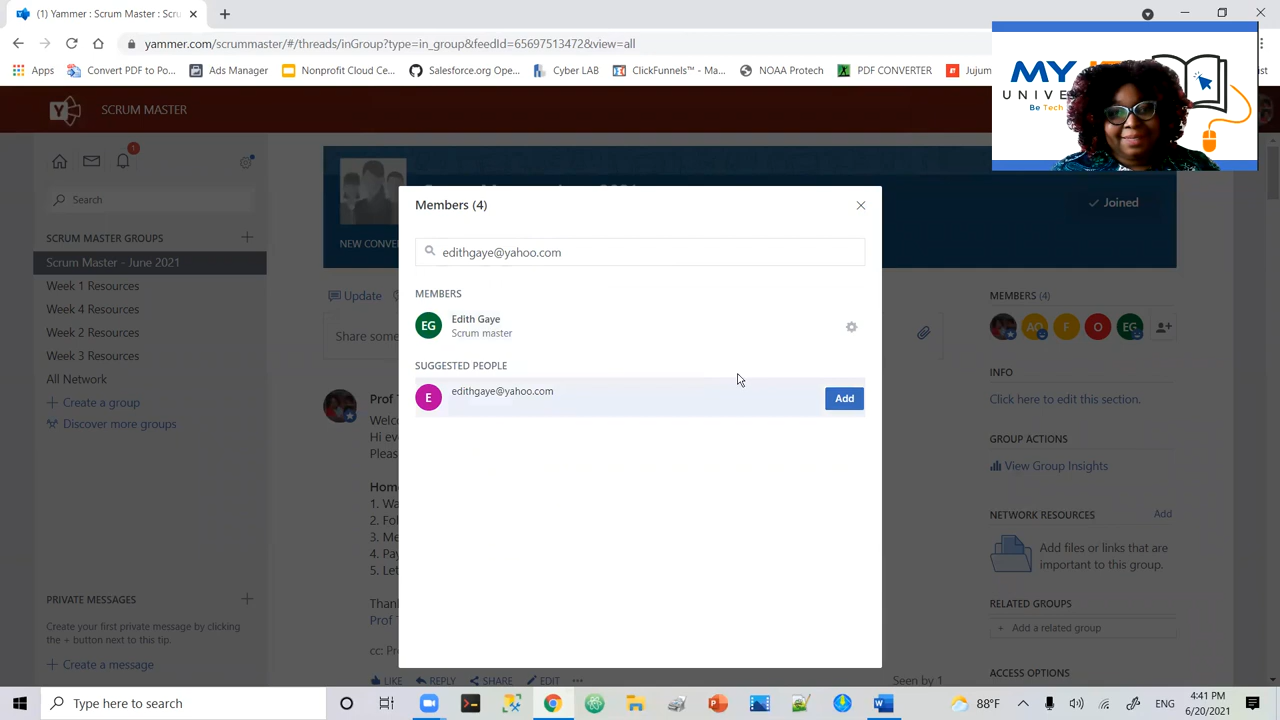 Yammer : Scrum Master : Scrum M
yammer.com/scrummaster/#/threads/inGroup?type=in_group&feedId=656975134720&view=all
Apps
Convert PDF to Po...
Ads Manager
Nonprofit Cloud Ce...
Salesforce.org Ope...
Cyber LAB
ClickFunnels™ - Ma...
NOAA Protech
PDF CONVERTER
Jujum
ist
MY
UNIVE
Be Tech
SCRUM MASTER
1
Search
SCRUM MASTER GROUPS
Scrum Master - June 2021
Week 1 Resources
Week 4 Resources
Week 2 Resources
Week 3 Resources
All Network
Create a group
Discover more groups
PRIVATE MESSAGES
Create your first private message by clicking
the + button next to this tip.
Create a message
NEW CONVE
Joined
Update
Share some
Prof T
Welco
Hi eve
Pleas
Home
1. Wa
2. Fol
3. Me
4. Pay
5. Let
Thank
Prof T
cc: Pr
LIKE
REPLY
SHARE
EDIT
Seen by 1
Members (4)
edithgaye@yahoo.com
MEMBERS
EG
Edith Gaye
Scrum master
SUGGESTED PEOPLE
E
edithgaye@yahoo.com
Add
MEMBERS (4)
AO
F
O
EG
INFO
Click here to edit this section.
GROUP ACTIONS
View Group Insights
NETWORK RESOURCES
Add
Add files or links that are
important to this group.
RELATED GROUPS
+ Add a related group
ACCESS OPTIONS
Type here to search
88°F
ENG
4:41 PM
6/20/2021